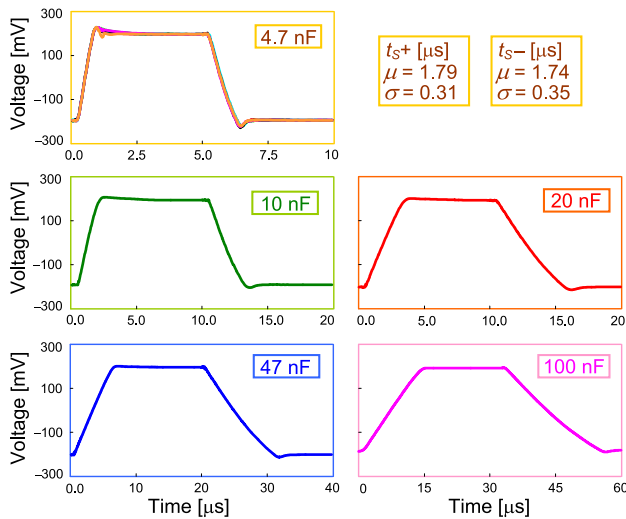 Voltage [mV]
300
200
−100
−300
4.7 nF
0.0 2.5 5.0 7.5 10
tS+ [μs]
μ = 1.79
σ = 0.31
tS− [μs]
μ = 1.74
σ = 0.35
Voltage [mV]
300
100
−100
−300
10 nF
0.0 5.0 10.0 15.0 20
20 nF
0.0 5.0 10.0 15.0 20
Voltage [mV]
300
100
−100
−300
47 nF
0.0 10 20 30 40
Time [μs]
100 nF
0 15 30 45 60
Time [μs]